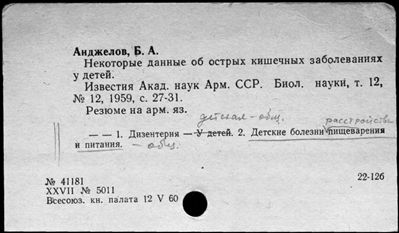 Анджелов, Б. А.
Некоторые данные об острых кишечных заболеваниях
у детей.
Известия Акад. наук Арм. ССР. Биол. науки, т. 12,
№ 12, 1959, с. 27-31.
Резюме на арм. яз.
детская - общ. расстройства
— — 1. Дизентерия — У детей. 2. Детские болезни пищеварения
и питания. - общ.
№ 41181 22-126
XXVII № 5011
Всесоюз. кн. палата 12 V 60